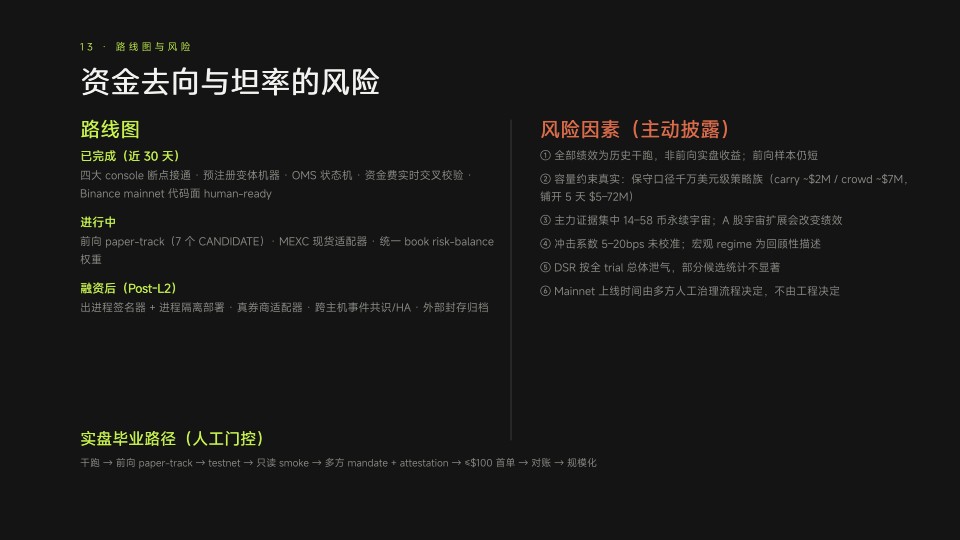 13 · 路线图与风险
资金去向与坦率的风险
路线图
已完成（近 30 天）
四大 console 断点接通 · 预注册变体机器 · OMS 状态机 · 资金费实时交叉校验 ·
Binance mainnet 代码面 human-ready
进行中
前向 paper-track（7 个 CANDIDATE）· MEXC 现货适配器 · 统一 book risk-balance
权重
融资后（Post-L2）
出进程签名器 + 进程隔离部署 · 真券商适配器 · 跨主机事件共识/HA · 外部封存归档
风险因素（主动披露）
① 全部绩效为历史干跑，非前向实盘收益；前向样本仍短
② 容量约束真实：保守口径千万美元级策略族（carry ~$2M / crowd ~$7M，
铺开 5 天 $5–72M）
③ 主力证据集中 14–58 币永续宇宙；A 股宇宙扩展会改变绩效
④ 冲击系数 5–20bps 未校准；宏观 regime 为回顾性描述
⑤ DSR 按全 trial 总体泄气，部分候选统计不显著
⑥ Mainnet 上线时间由多方人工治理流程决定，不由工程决定
实盘毕业路径（人工门控）
干跑 → 前向 paper-track → testnet → 只读 smoke → 多方 mandate + attestation → ≤$100 首单 → 对账 → 规模化